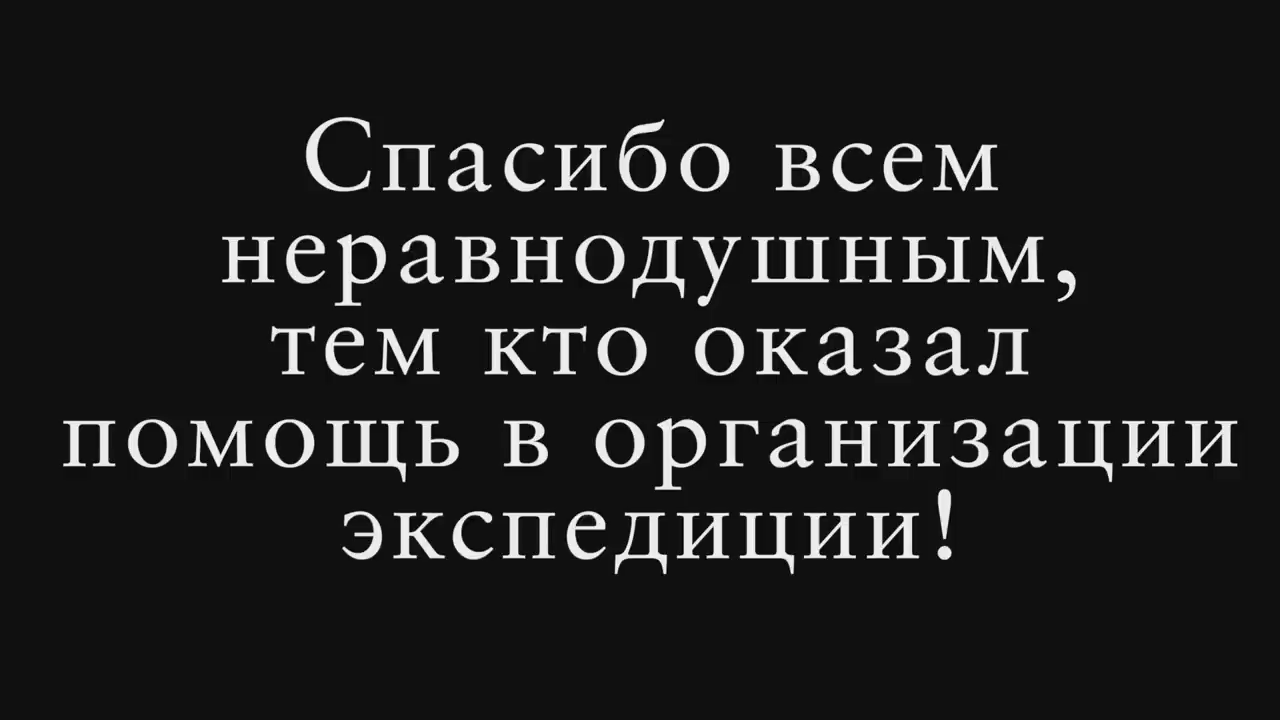 Спасибо всем
неравнодушным,
тем кто оказал
помощь в организации
экспедиции!